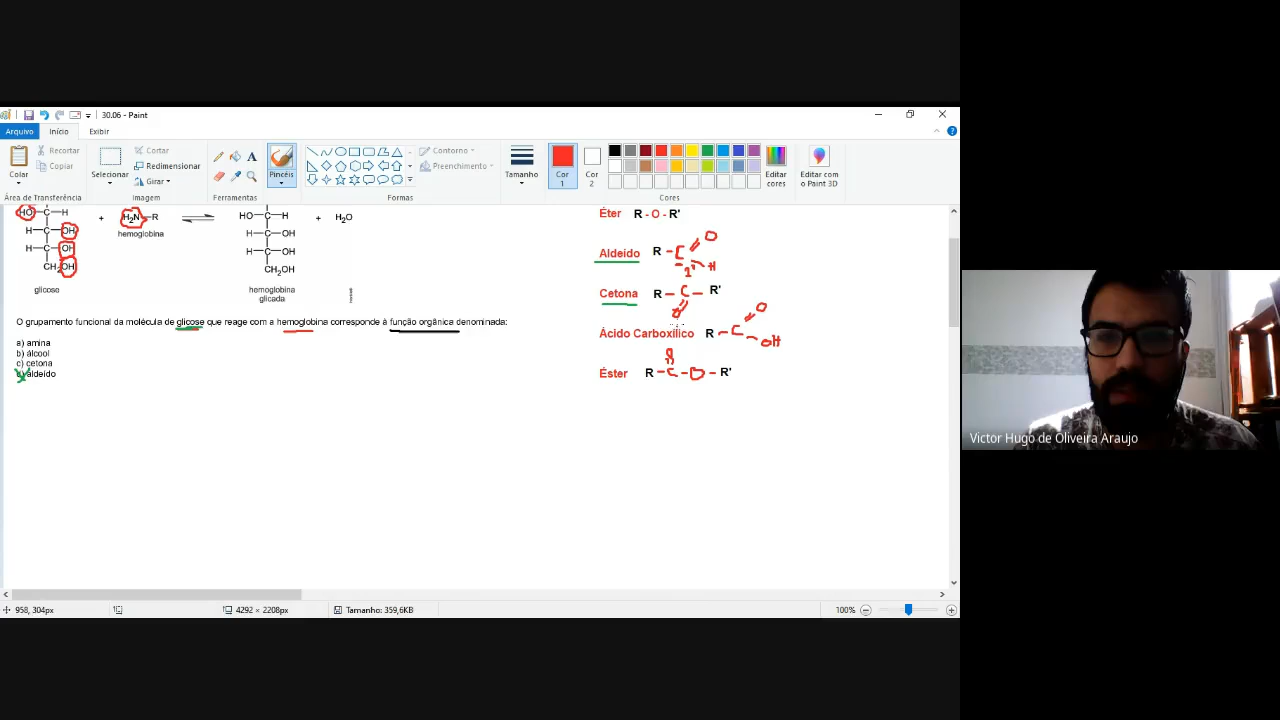 30.06 - Paint
Arquivo Início Exibir
Colar
Recortar
Copiar
Área de Transferência
Selecionar
Cortar
Redimensionar
Girar
Imagem
A
Ferramentas
Pincéis
Contorno
Preenchimento
Formas
Tamanho
Cor 1
Cor 2
Editar cores
Editar com o Paint 3D
Cores
HO C H + H₂N R HO C H + H₂O
H C OH hemoglobina H C OH
H C OH H C OH
CH₂OH CH₂OH
glicose
hemoglobina glicada
O grupamento funcional da molécula de glicose que reage com a hemoglobina corresponde à função orgânica denominada:
a) amina
b) álcool
c) cetona
d) aldeído
Éter R - O - R'
Aldeído R - C O H
Cetona R - C - R' O
Ácido Carboxílico R - C O OH
Éster R - C - O - R' O
Victor Hugo de Oliveira Araujo
958, 304px
4292 × 2208px
Tamanho: 359,6KB
100%